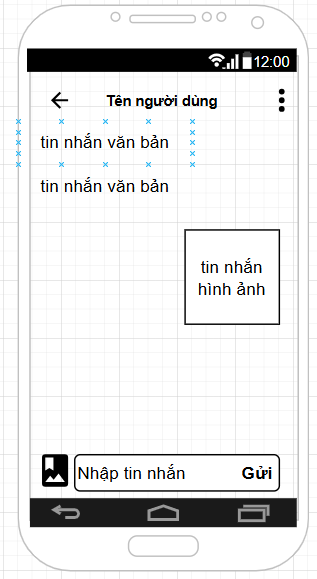 12:00
Tên người dùng
tin nhắn văn bản
tin nhắn văn bản
tin nhắn
hình ảnh
Nhập tin nhắn Gửi